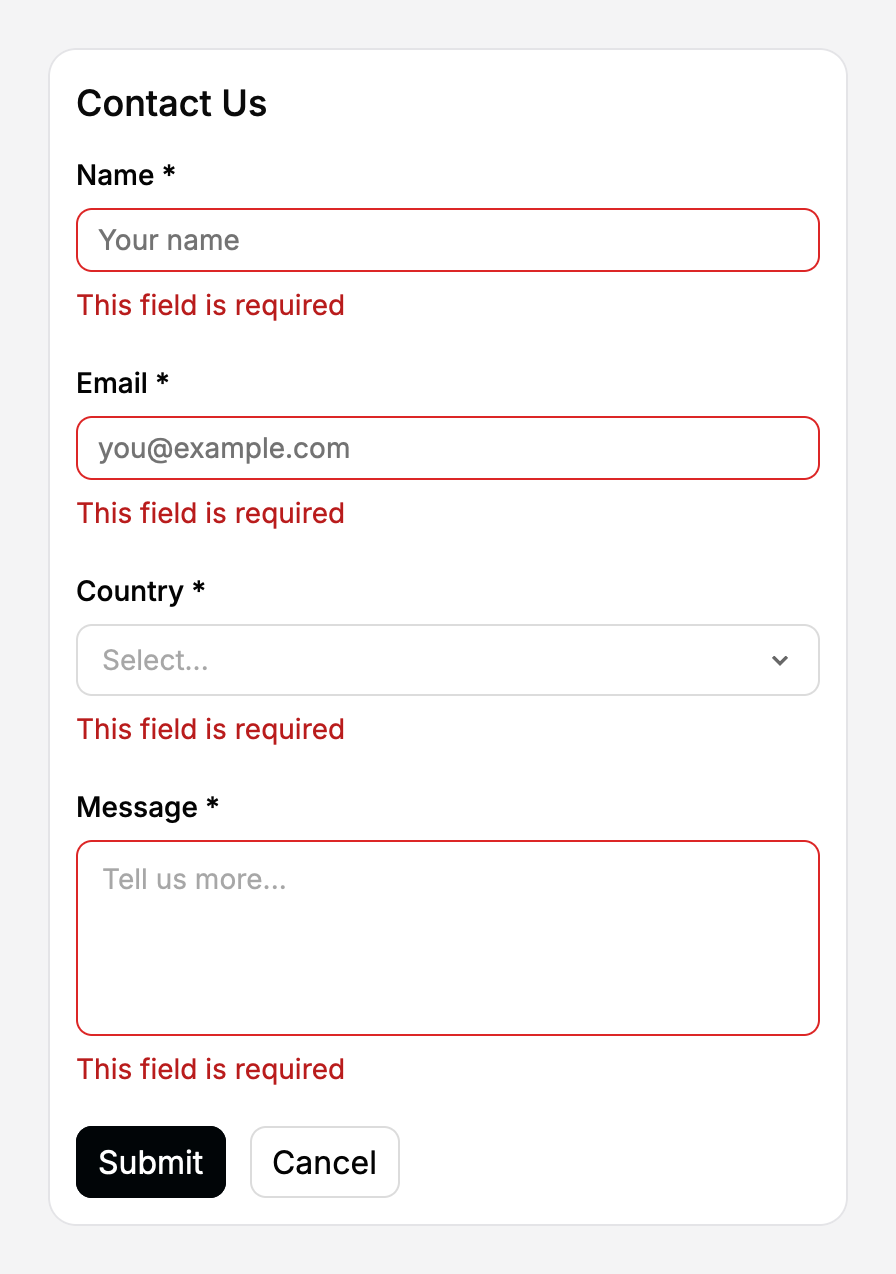 Contact Us
Name *
Your name
This field is required
Email *
you@example.com
This field is required
Country *
Select...
This field is required
Message *
Tell us more...
This field is required
Submit
Cancel